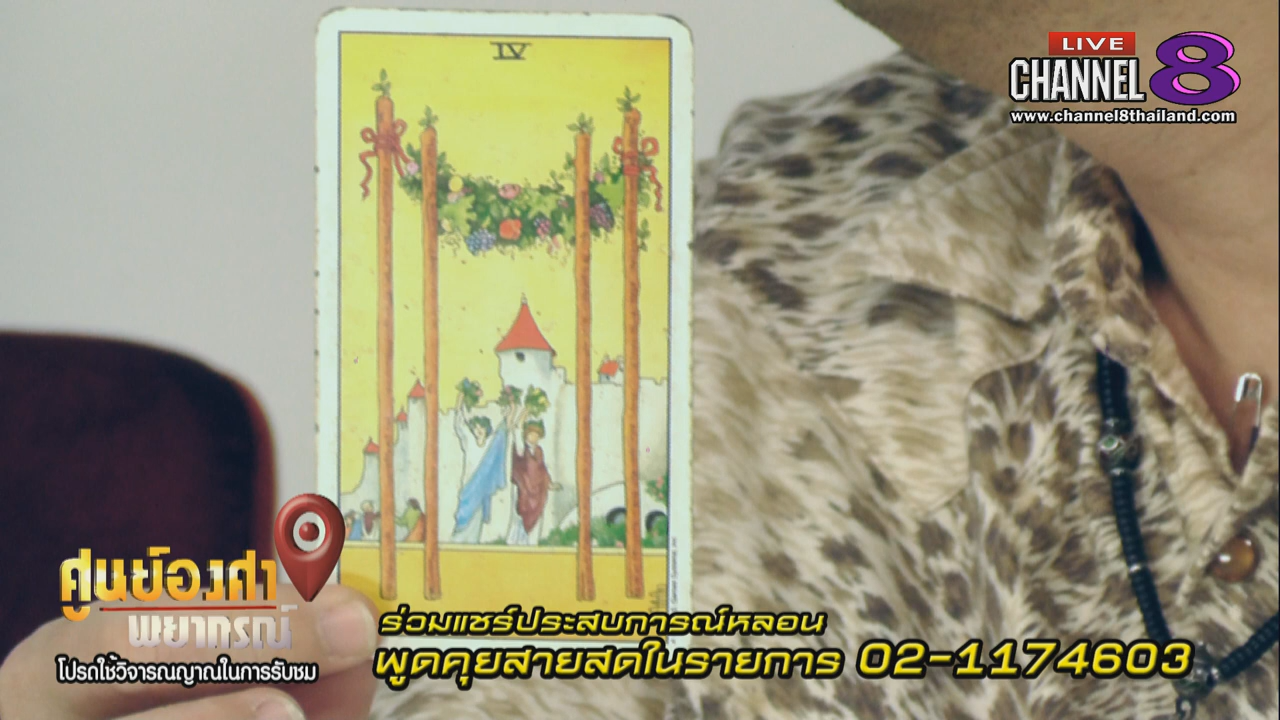 IV
LIVE
CHANNEL 8
www.channel8thailand.com
ศูนย์องศา
พยากรณ์
โปรดใช้วิจารณญาณในการรับชม
ร่วมแชร์ประสบการณ์หลอน
พูดคุยสายสดในรายการ 02-1174603